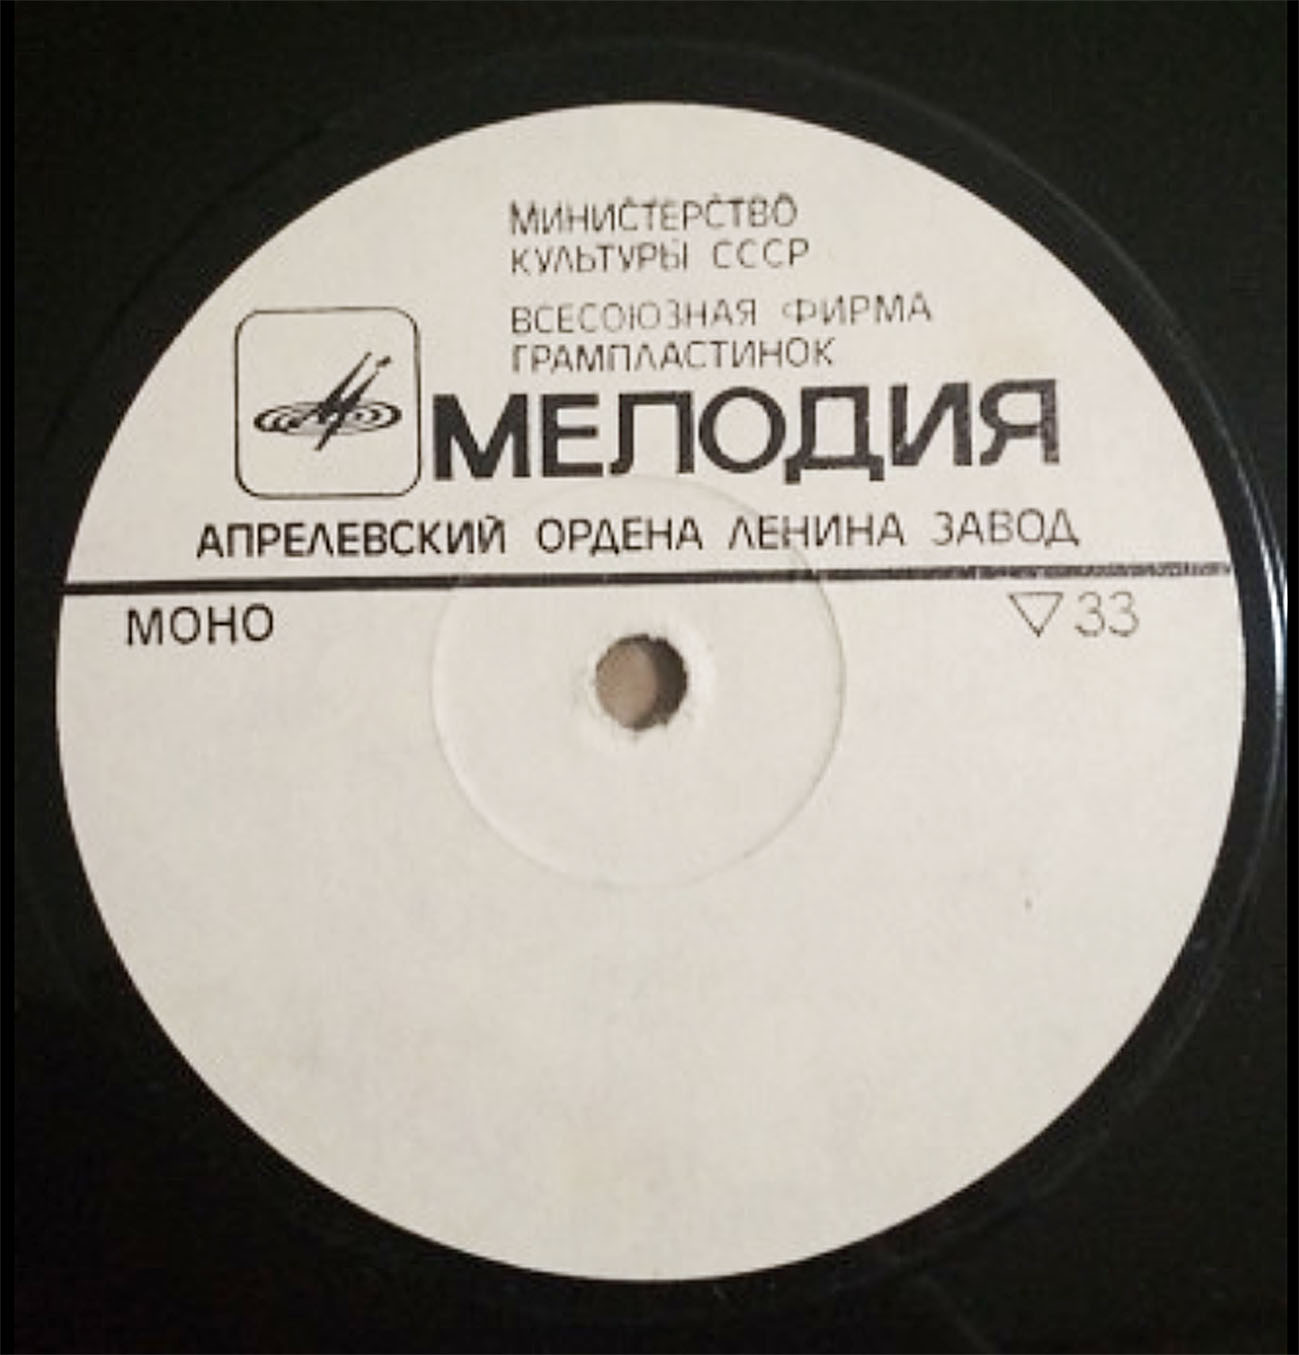 МИНИСТЕРСТВО
КУЛЬТУРЫ СССР
ВСЕСОЮЗНАЯ ФИРМА
ГРАМПЛАСТИНОК
МЕЛОДИЯ
АПРЕЛЕВСКИЙ ОРДЕНА ЛЕНИНА ЗАВОД
МОНО ▽33